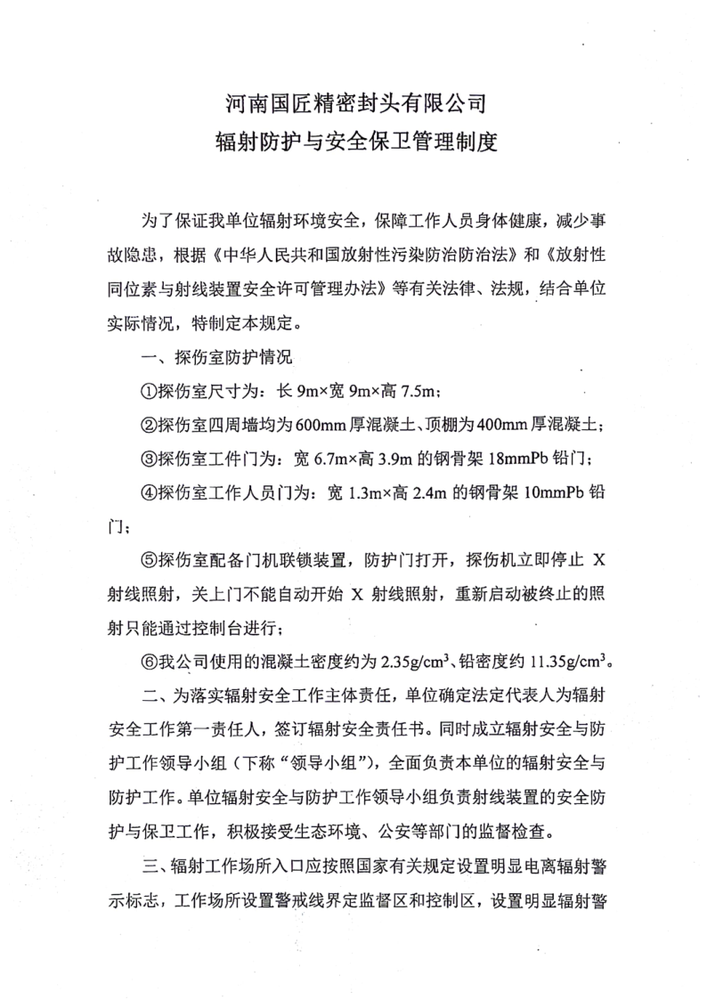 河南国匠精密封头有限公司
辐射防护与安全保卫管理制度
为了保证我单位辐射环境安全，保障工作人员身体健康，减少事
故隐患，根据《中华人民共和国放射性污染防治防治法》和《放射性
同位素与射线装置安全许可管理办法》等有关法律、法规，结合单位
实际情况，特制定本规定。
一、探伤室防护情况
①探伤室尺寸为：长 9m×宽 9m×高 7.5m；
②探伤室四周墙均为600mm厚混凝土、顶棚为400mm厚混凝土；
③探伤室工件门为：宽 6.7m×高 3.9m 的钢骨架 18mmPb 铅门；
④探伤室工作人员门为：宽 1.3m×高 2.4m 的钢骨架 10mmPb 铅
门；
⑤探伤室配备门机联锁装置，防护门打开，探伤机立即停止 X
射线照射，关上门不能自动开始 X 射线照射，重新启动被终止的照
射只能通过控制台进行；
⑥我公司使用的混凝土密度约为 2.35g/cm³、铅密度约 11.35g/cm³。
二、为落实辐射安全工作主体责任，单位确定法定代表人为辐射
安全工作第一责任人，签订辐射安全责任书。同时成立辐射安全与防
护工作领导小组（下称“领导小组”），全面负责本单位的辐射安全与
防护工作。单位辐射安全与防护工作领导小组负责射线装置的安全防
护与保卫工作，积极接受生态环境、公安等部门的监督检查。
三、辐射工作场所入口应按照国家有关规定设置明显电离辐射警
示标志，工作场所设置警戒线界定监督区和控制区，设置明显辐射警